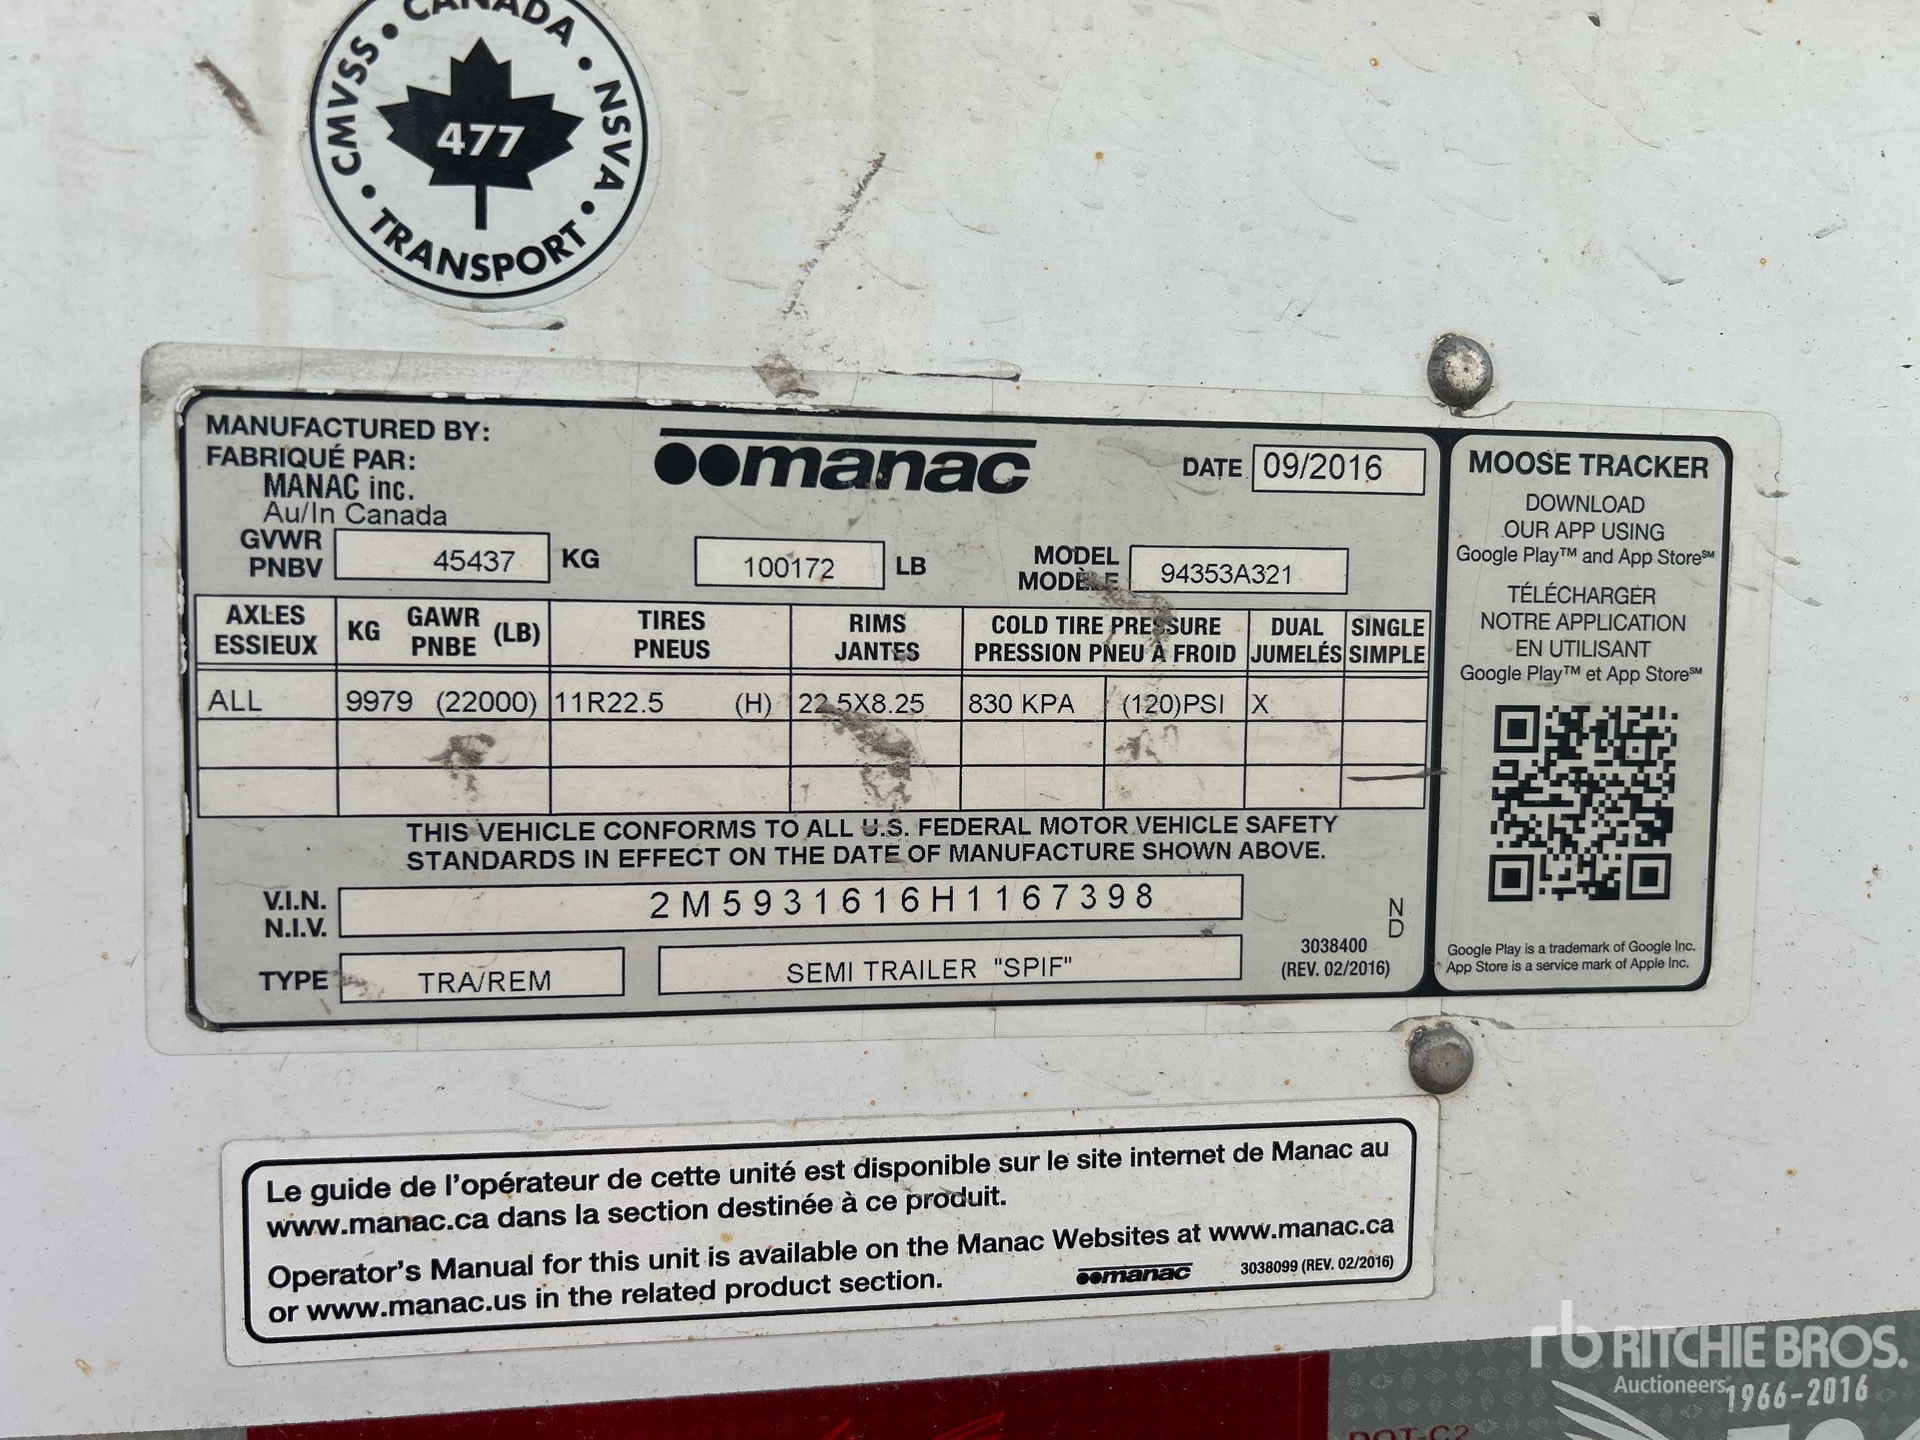 CANADA • NSVA • TRANSPORT • CMVSS •
477
MANUFACTURED BY:
FABRIQUÉ PAR:
MANAC inc.
Au/In Canada
manac
DATE 09/2016
GVWR
PNBV
45437 KG
100172 LB
MODEL
MODÈLE
94353A321
AXLES
ESSIEUX
KG GAWR PNBE (LB)
TIRES
PNEUS
RIMS
JANTES
COLD TIRE PRESSURE
PRESSION PNEU À FROID
DUAL
JUMELÉS
SINGLE
SIMPLE
ALL 9979 (22000) 11R22.5 (H) 22.5X8.25 830 KPA (120)PSI X
THIS VEHICLE CONFORMS TO ALL U.S. FEDERAL MOTOR VEHICLE SAFETY
STANDARDS IN EFFECT ON THE DATE OF MANUFACTURE SHOWN ABOVE.
V.I.N.
N.I.V.
2M5931616H1167398
TYPE TRA/REM SEMI TRAILER "SPIF"
3038400
(REV. 02/2016)
ND
MOOSE TRACKER
DOWNLOAD
OUR APP USING
Google Play™ and App Store℠
TÉLÉCHARGER
NOTRE APPLICATION
EN UTILISANT
Google Play™ et App Store℠
Google Play is a trademark of Google Inc.
App Store is a service mark of Apple Inc.
Le guide de l'opérateur de cette unité est disponible sur le site internet de Manac au
www.manac.ca dans la section destinée à ce produit.
Operator's Manual for this unit is available on the Manac Websites at www.manac.ca
or www.manac.us in the related product section.
manac
3038099 (REV. 02/2016)
rb RITCHIE BROS.
Auctioneers
1966-2016
DOT-C2